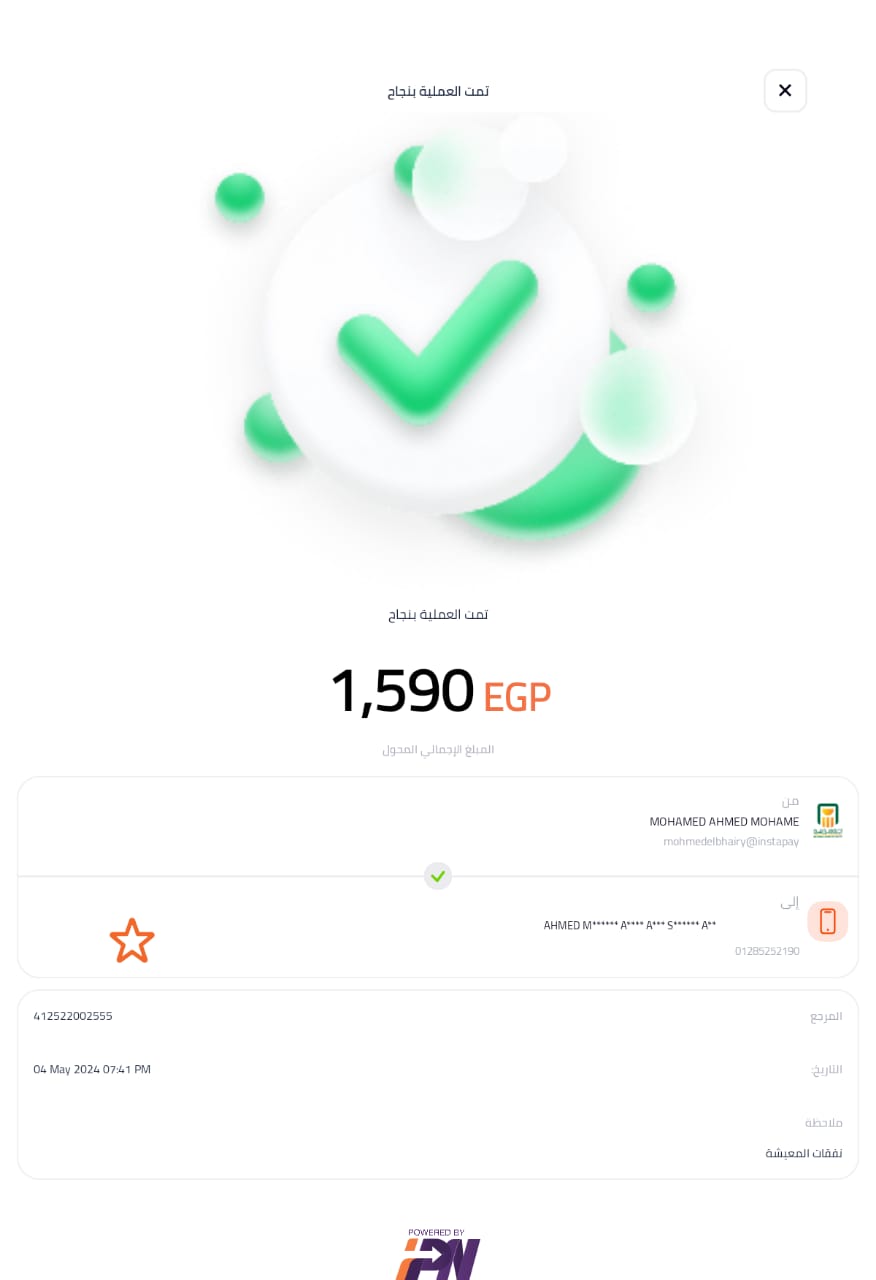 تمت العملية بنجاح
تمت العملية بنجاح
1,590 EGP
المبلغ الإجمالي المحول
من
MOHAMED AHMED MOHAME
mohmedelbhairy@instapay
إلى
AHMED M****** A**** A*** S****** A**
01285252190
المرجع
412522002555
التاريخ:
04 May 2024 07:41 PM
ملاحظة
نفقات المعيشة
POWERED BY
iPN